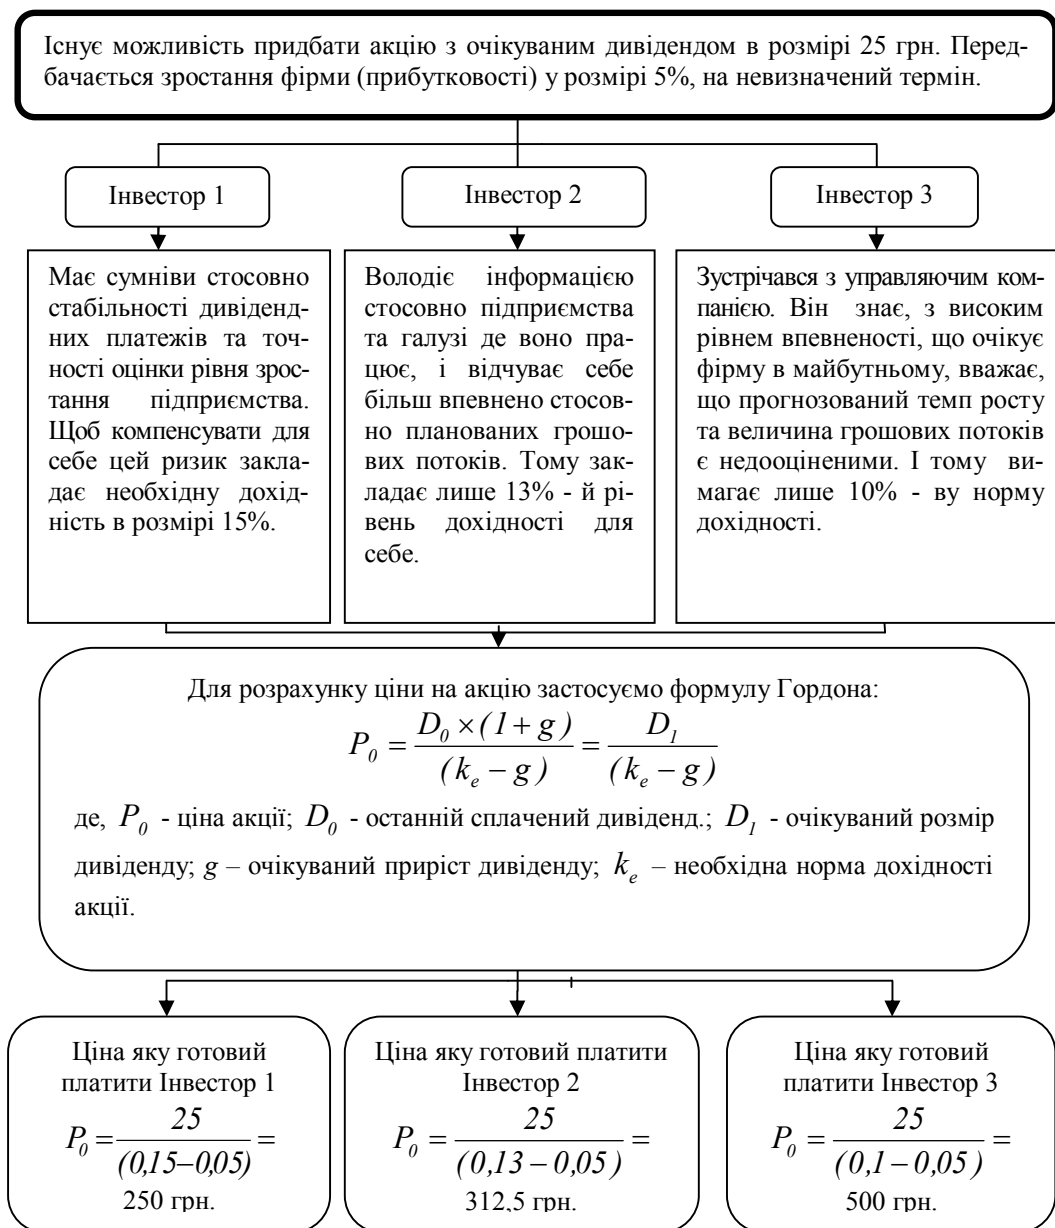 Існує можливість придбати акцію з очікуваним дивідендом в розмірі 25 грн. Перед-
бачається зростання фірми (прибутковості) у розмірі 5%, на невизначений термін.
Інвестор 1
Інвестор 2
Інвестор 3
Має сумніви стосовно
стабільності дивіденд-
них платежів та точ-
ності оцінки рівня зрос-
тання підприємства.
Щоб компенсувати для
себе цей ризик закла-
дає необхідну дохід-
ність в розмірі 15%.
Володіє інформацією
стосовно підприємства
та галузі де воно пра-
цює, і відчуває себе
більш впевнено стосов-
но планованих грошо-
вих потоків. Тому зак-
ладає лише 13% - й рі-
вень дохідності для
себе.
Зустрічався з управляючим ком-
панією. Він знає, з високим
рівнем впевненості, що очікує
фірму в майбутньому, вважає,
що прогнозований темп росту
та величина грошових потоків
є недооціненими. І тому ви-
магає лише 10% - ву норму
дохідності.
Для розрахунку ціни на акцію застосуємо формулу Гордона:
P₀ = D₀ × (1 + g) / (kₑ − g) = D₁ / (kₑ − g)
де, P₀ - ціна акції; D₀ - останній сплачений дивіденд.; D₁ - очікуваний розмір
дивіденду; g – очікуваний приріст дивіденду; kₑ – необхідна норма дохідності
акції.
Ціна яку готовий
платити Інвестор 1
P₀ = 25 / (0,15–0,05) =
250 грн.
Ціна яку готовий платити
Інвестор 2
P₀ = 25 / (0,13 – 0,05) =
312,5 грн.
Ціна яку готовий
платити Інвестор 3
P₀ = 25 / (0,1 – 0,05) =
500 грн.